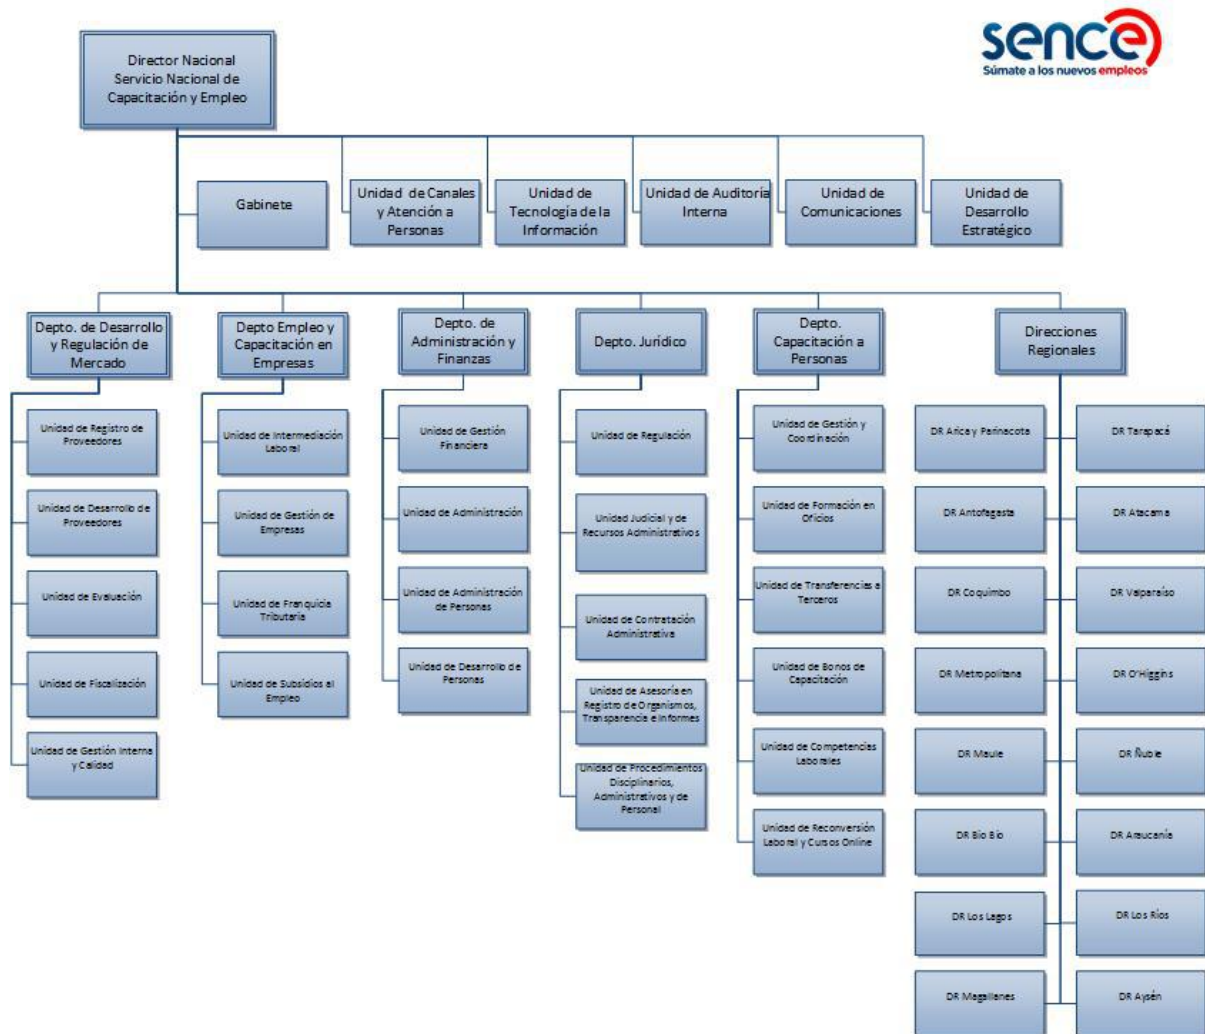 sence
Súmate a los nuevos empleos
Director Nacional
Servicio Nacional de
Capacitación y Empleo
Gabinete
Unidad de Canales
y Atención a
Personas
Unidad de
Tecnología de la
Información
Unidad de Auditoría
Interna
Unidad de
Comunicaciones
Unidad de
Desarrollo
Estratégico
Depto. de Desarrollo
y Regulación de
Mercado
Unidad de Registro de
Proveedores
Unidad de Desarrollo de
Proveedores
Unidad de Evaluación
Unidad de Fiscalización
Unidad de Gestión Interna
y Calidad
Depto Empleo y
Capacitación en
Empresas
Unidad de Intermediación
Laboral
Unidad de Gestión de
Empresas
Unidad de Franquicia
Tributaria
Unidad de Subsidios al
Empleo
Depto. de
Administración y
Finanzas
Unidad de Gestión
Financiera
Unidad de Administración
Unidad de Administración
de Personas
Unidad de Desarrollo de
Personas
Depto. Jurídico
Unidad de Regulación
Unidad Judicial y de
Recursos Administrativos
Unidad de Contratación
Administrativa
Unidad de Asesoría en
Registro de Organismos,
Transparencia e Informes
Unidad de Procedimientos
Disciplinarios,
Administrativos y de
Personal
Depto.
Capacitación a
Personas
Unidad de Gestión y
Coordinación
Unidad de Formación en
Oficios
Unidad de Transferencias a
Terceros
Unidad de Bonos de
Capacitación
Unidad de Competencias
Laborales
Unidad de Reconversión
Laboral y Cursos Online
Direcciones
Regionales
DR Arica y Parinacota
DR Tarapacá
DR Antofagasta
DR Atacama
DR Coquimbo
DR Valparaíso
DR Metropolitana
DR O'Higgins
DR Maule
DR Ñuble
DR Bio Bío
DR Araucanía
DR Los Lagos
DR Los Ríos
DR Magallanes
DR Aysén